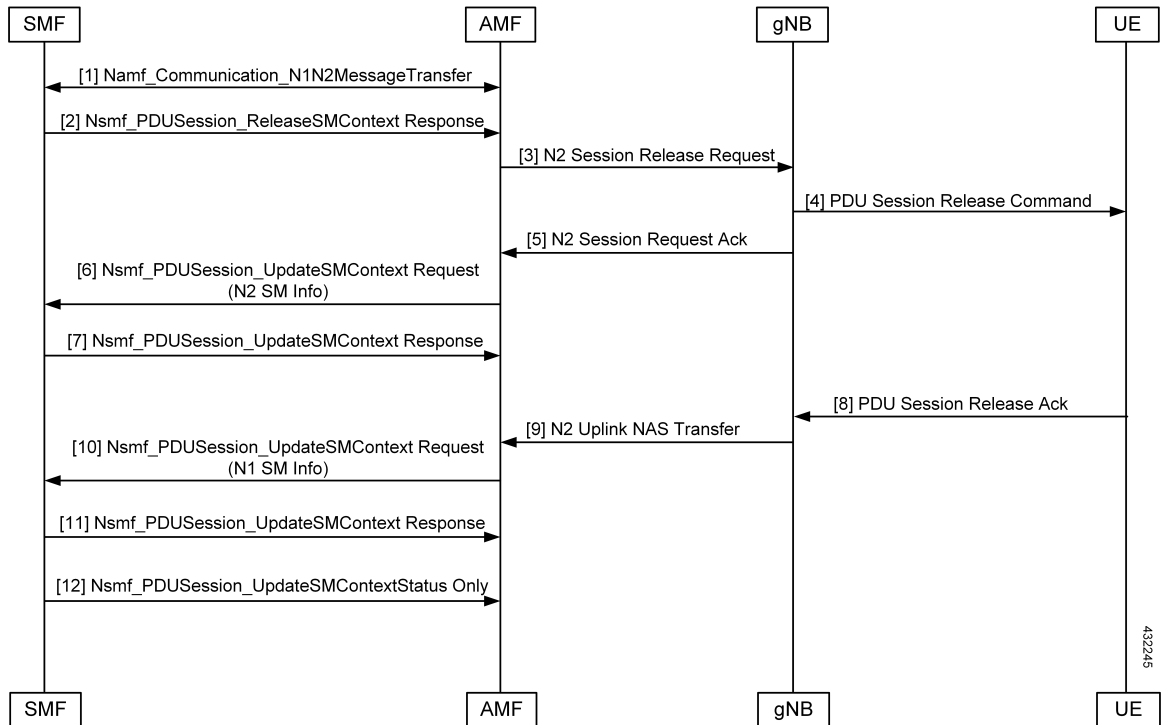 SMF
AMF
gNB
UE
[1] Namf_Communication_N1N2MessageTransfer
[2] Nsmf_PDUSession_ReleaseSMContext Response
[3] N2 Session Release Request
[4] PDU Session Release Command
[5] N2 Session Request Ack
[6] Nsmf_PDUSession_UpdateSMContext Request
(N2 SM Info)
[7] Nsmf_PDUSession_UpdateSMContext Response
[8] PDU Session Release Ack
[9] N2 Uplink NAS Transfer
[10] Nsmf_PDUSession_UpdateSMContext Request
(N1 SM Info)
[11] Nsmf_PDUSession_UpdateSMContext Response
[12] Nsmf_PDUSession_UpdateSMContextStatus Only
432245
SMF
AMF
gNB
UE